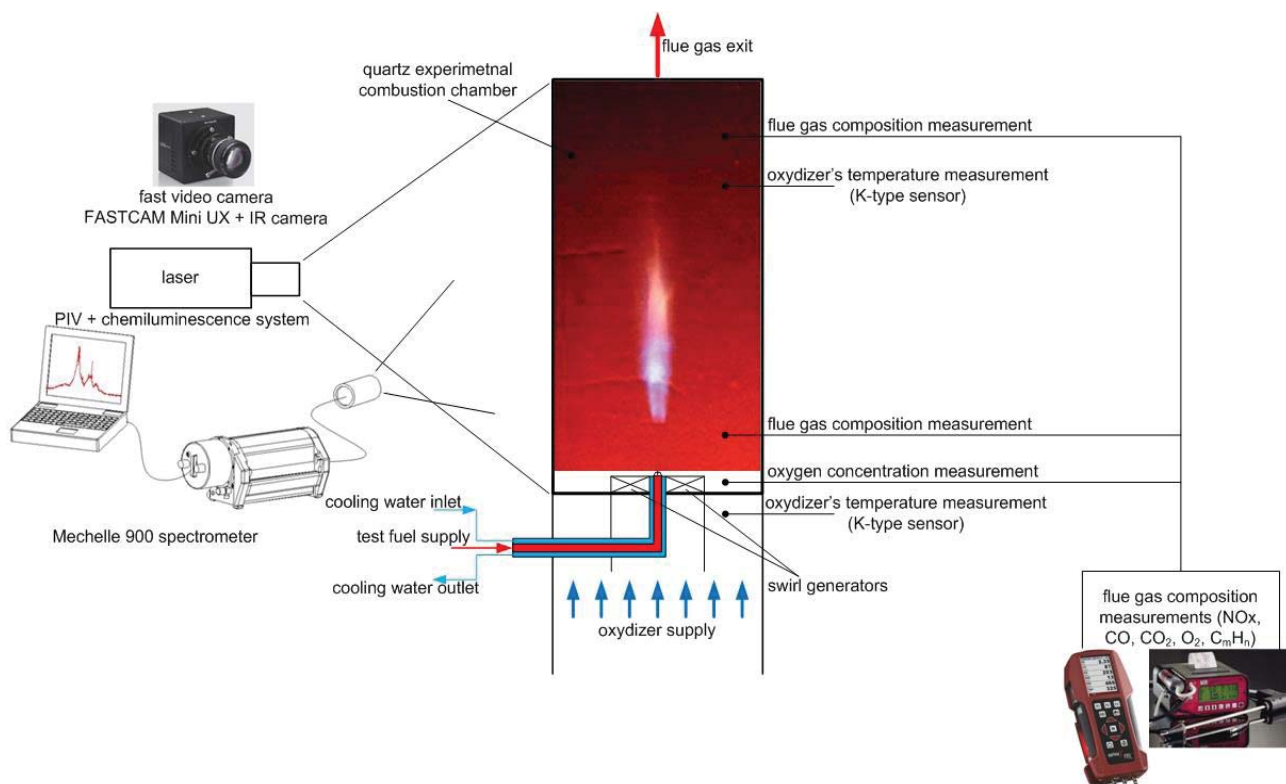 flue gas exit
quartz experimetnal
combustion chamber
flue gas composition measurement
oxydizer's temperature measurement
(K-type sensor)
fast video camera
FASTCAM Mini UX + IR camera
laser
PIV + chemiluminescence system
flue gas composition measurement
oxygen concentration measurement
oxydizer's temperature measurement
(K-type sensor)
cooling water inlet
Mechelle 900 spectrometer
test fuel supply
cooling water outlet
swirl generators
oxydizer supply
flue gas composition
measurements (NOx,
CO, CO₂, O₂, CₘHₙ)